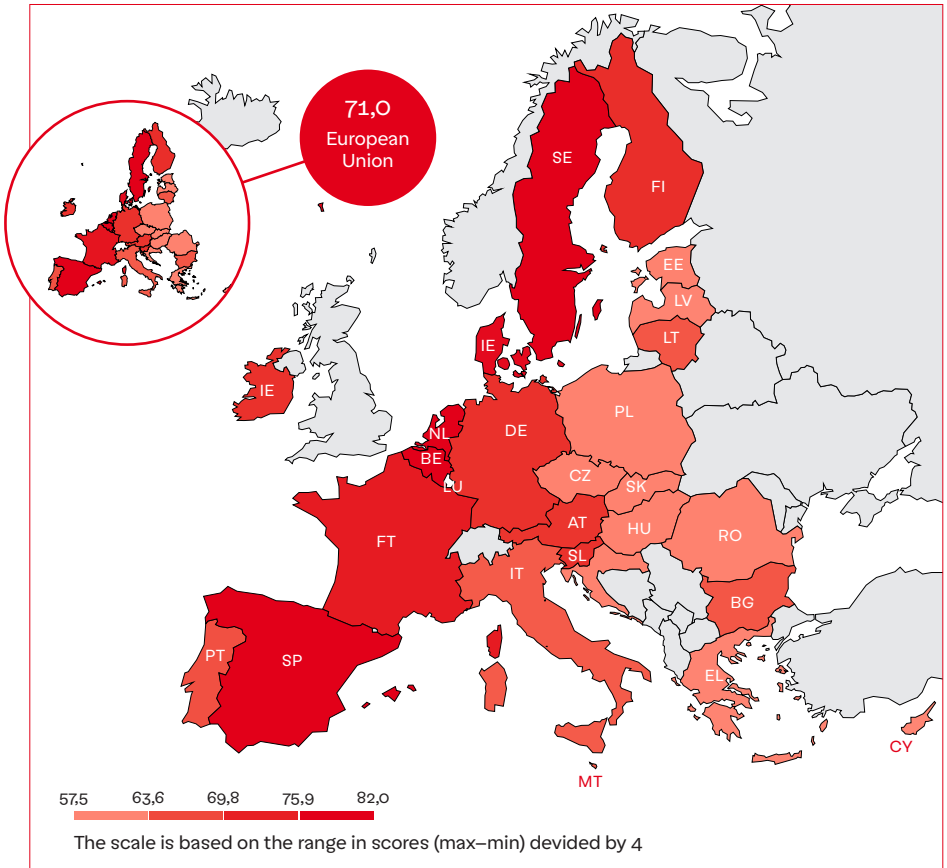 71,0
European
Union
SE
FI
EE
LV
LT
IE
IE
PL
NL
DE
BE
LU
CZ
SK
AT
HU
FT
SL
RO
IT
BG
PT
SP
EL
CY
MT
57,5 63,6 69,8 75,9 82,0
The scale is based on the range in scores (max–min) devided by 4